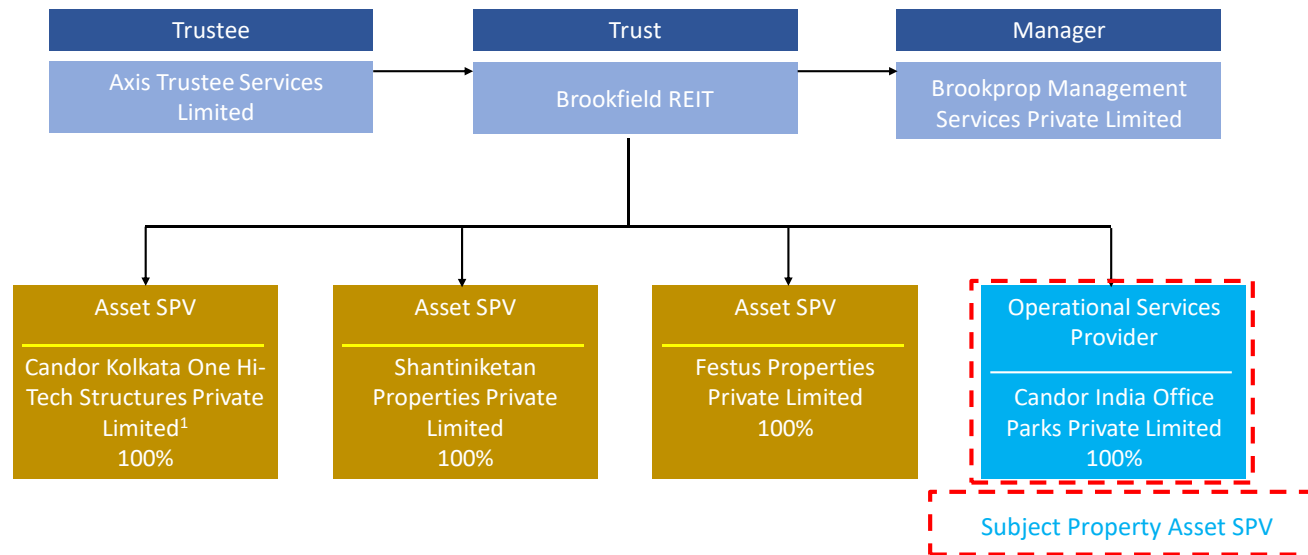 Trustee
Axis Trustee Services
Limited
Trust
Brookfield REIT
Manager
Brookprop Management
Services Private Limited
Asset SPV
Candor Kolkata One Hi-
Tech Structures Private
Limited¹
100%
Asset SPV
Shantiniketan
Properties Private
Limited
100%
Asset SPV
Festus Properties
Private Limited
100%
Operational Services
Provider
Candor India Office
Parks Private Limited
100%
Subject Property Asset SPV